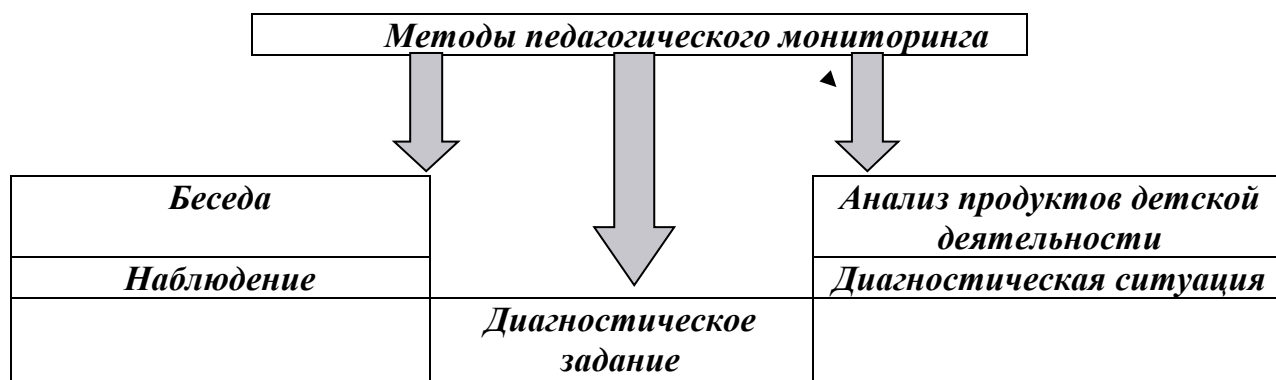 Методы педагогического мониторинга
Беседа
Анализ продуктов детской
деятельности
Наблюдение
Диагностическая ситуация
Диагностическое
задание